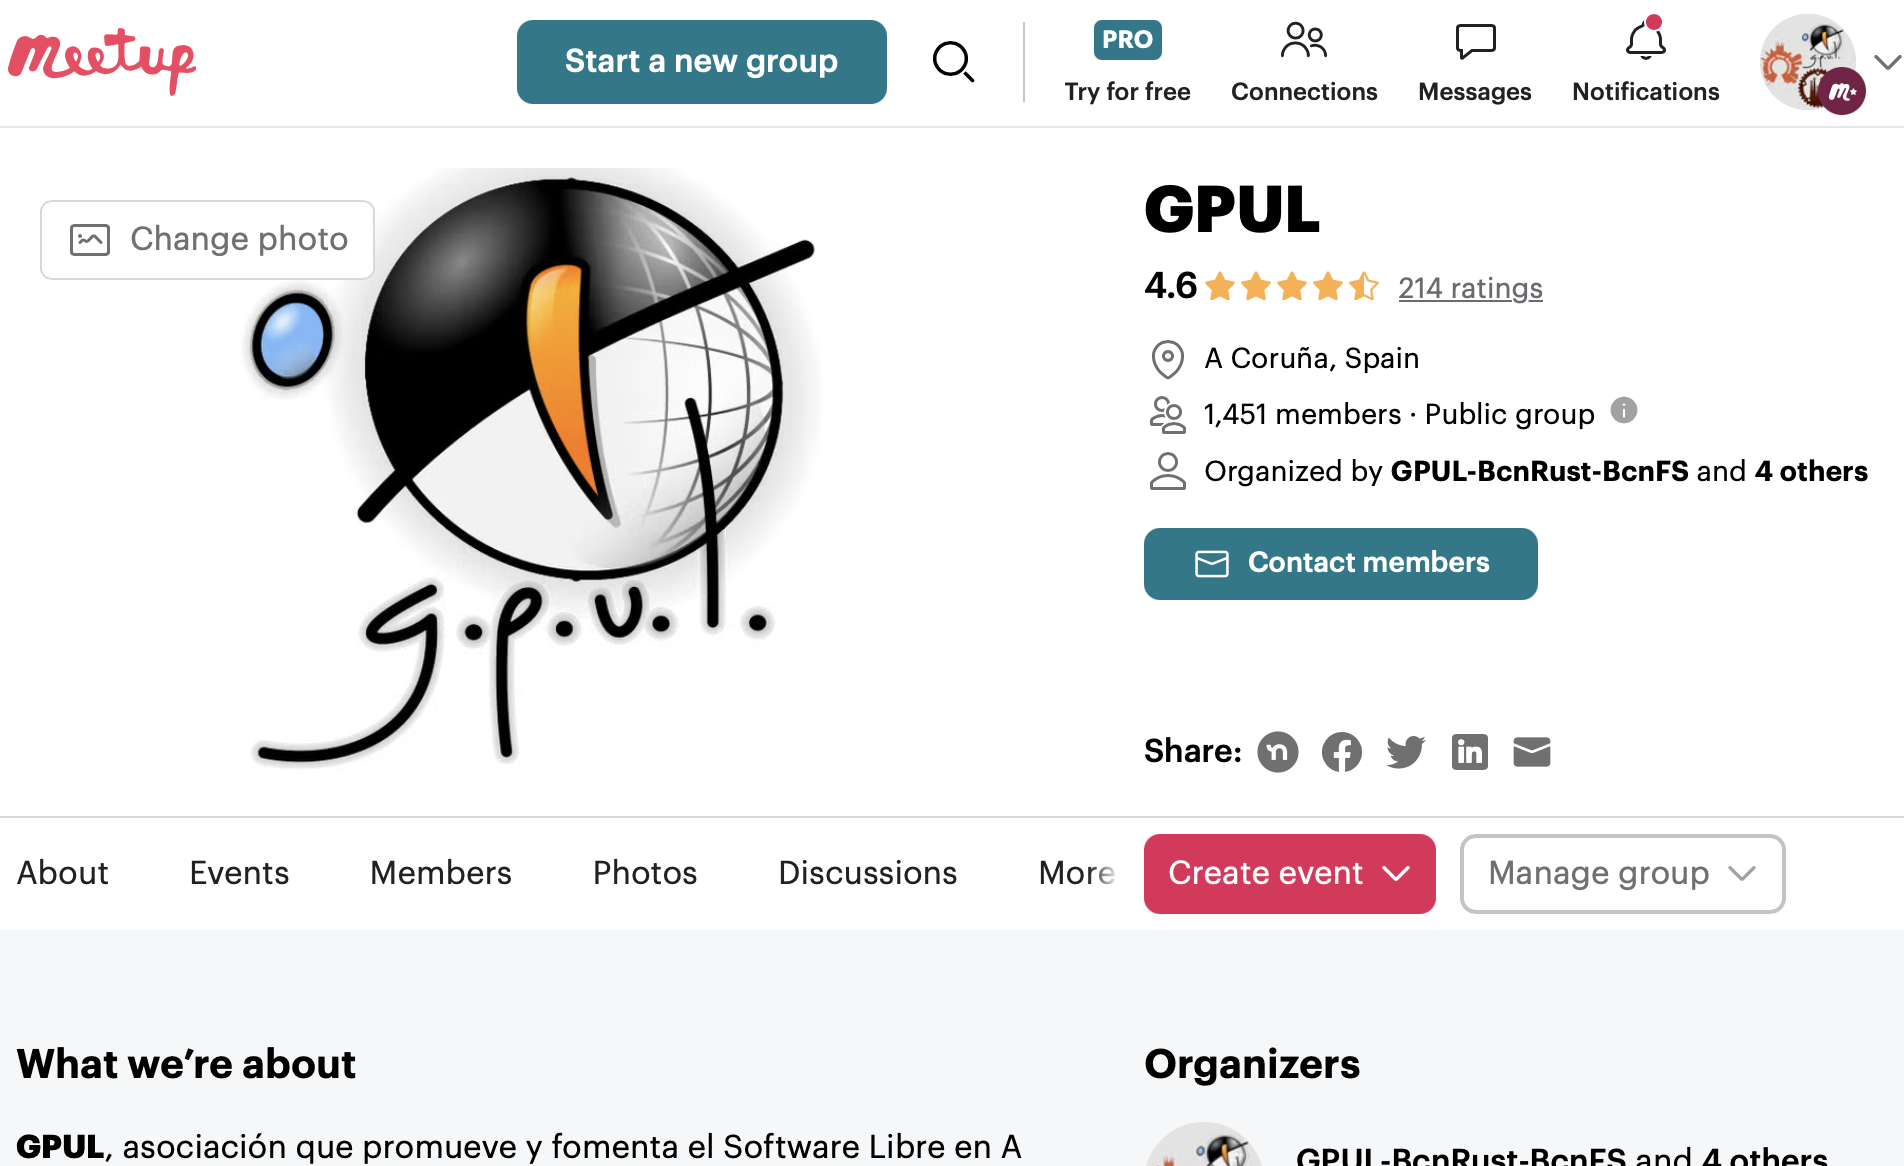 Meetup
Start a new group
PRO
Try for free
Connections
Messages
Notifications
m
Change photo
g.p.u.l.
GPUL
4.6 214 ratings
A Coruña, Spain
1,451 members · Public group
Organized by GPUL-BcnRust-BcnFS and 4 others
Contact members
Share:
About Events Members Photos Discussions More
Create event
Manage group
What we’re about
GPUL, asociación que promueve y fomenta el Software Libre en A
Organizers
GPUL-BcnRust-BcnFS and 4 others